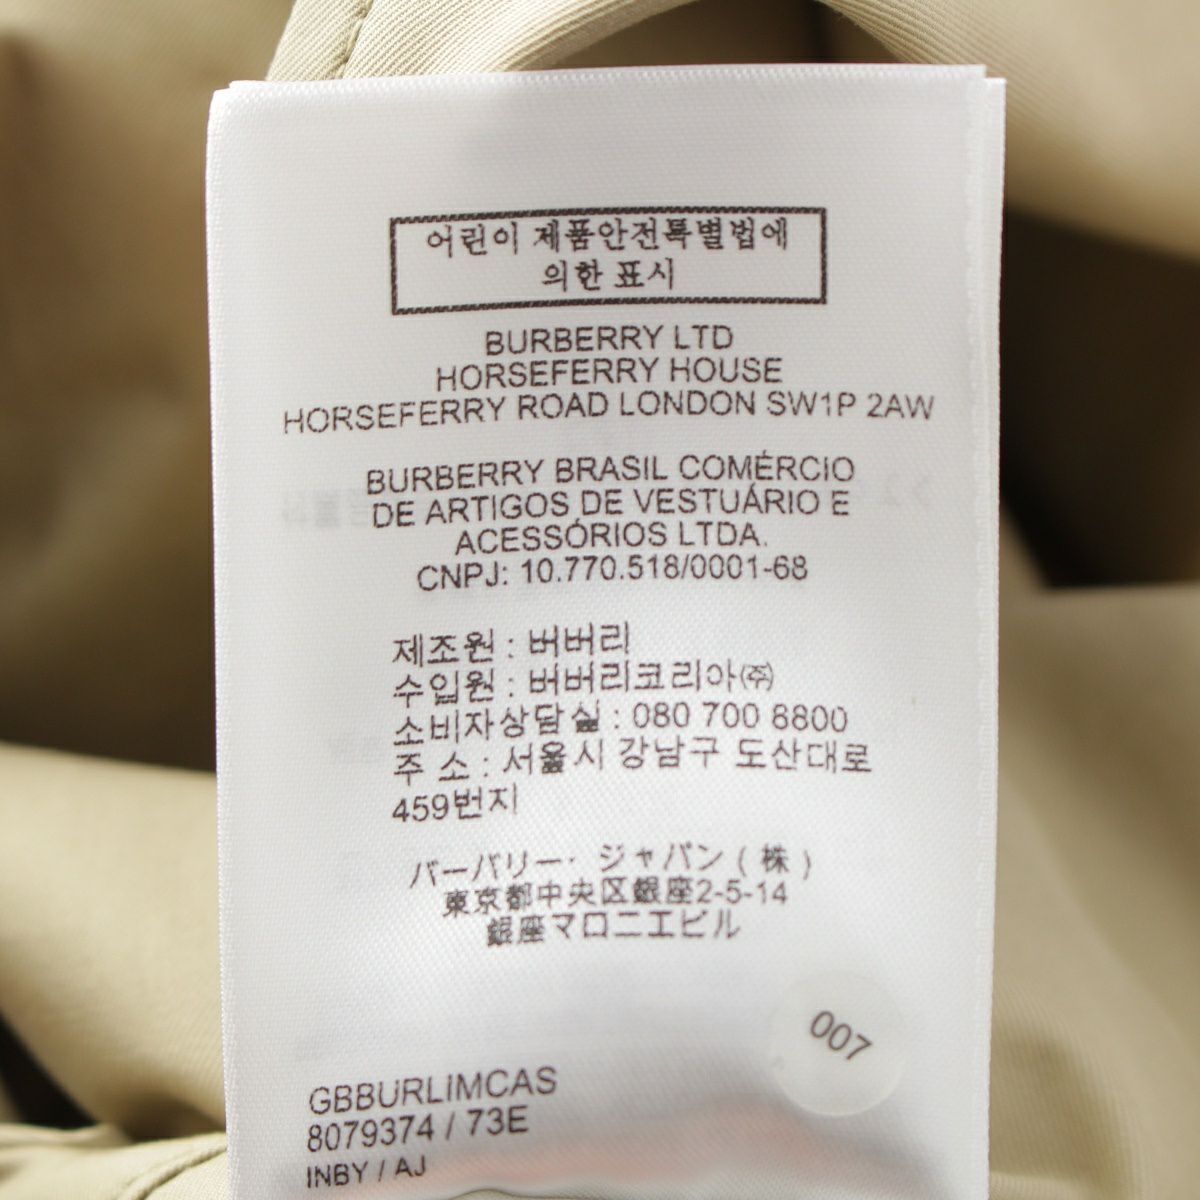 어린이 제품안전특별법에
의한 표시
BURBERRY LTD
HORSEFERRY HOUSE
HORSEFERRY ROAD LONDON SW1P 2AW
BURBERRY BRASIL COMÉRCIO
DE ARTIGOS DE VESTUÁRIO E
ACESSÓRIOS LTDA.
CNPJ: 10.770.518/0001-68
제조원 : 버버리
수입원 : 버버리코리아㈜
소비자상담실 : 080 700 8800
주 소 : 서울시 강남구 도산대로
459번지
バーバリー・ジャパン ( 株 )
東京都中央区銀座2-5-14
銀座マロニエビル
007
GBBURLIMCAS
8079374 / 73E
INBY / AJ